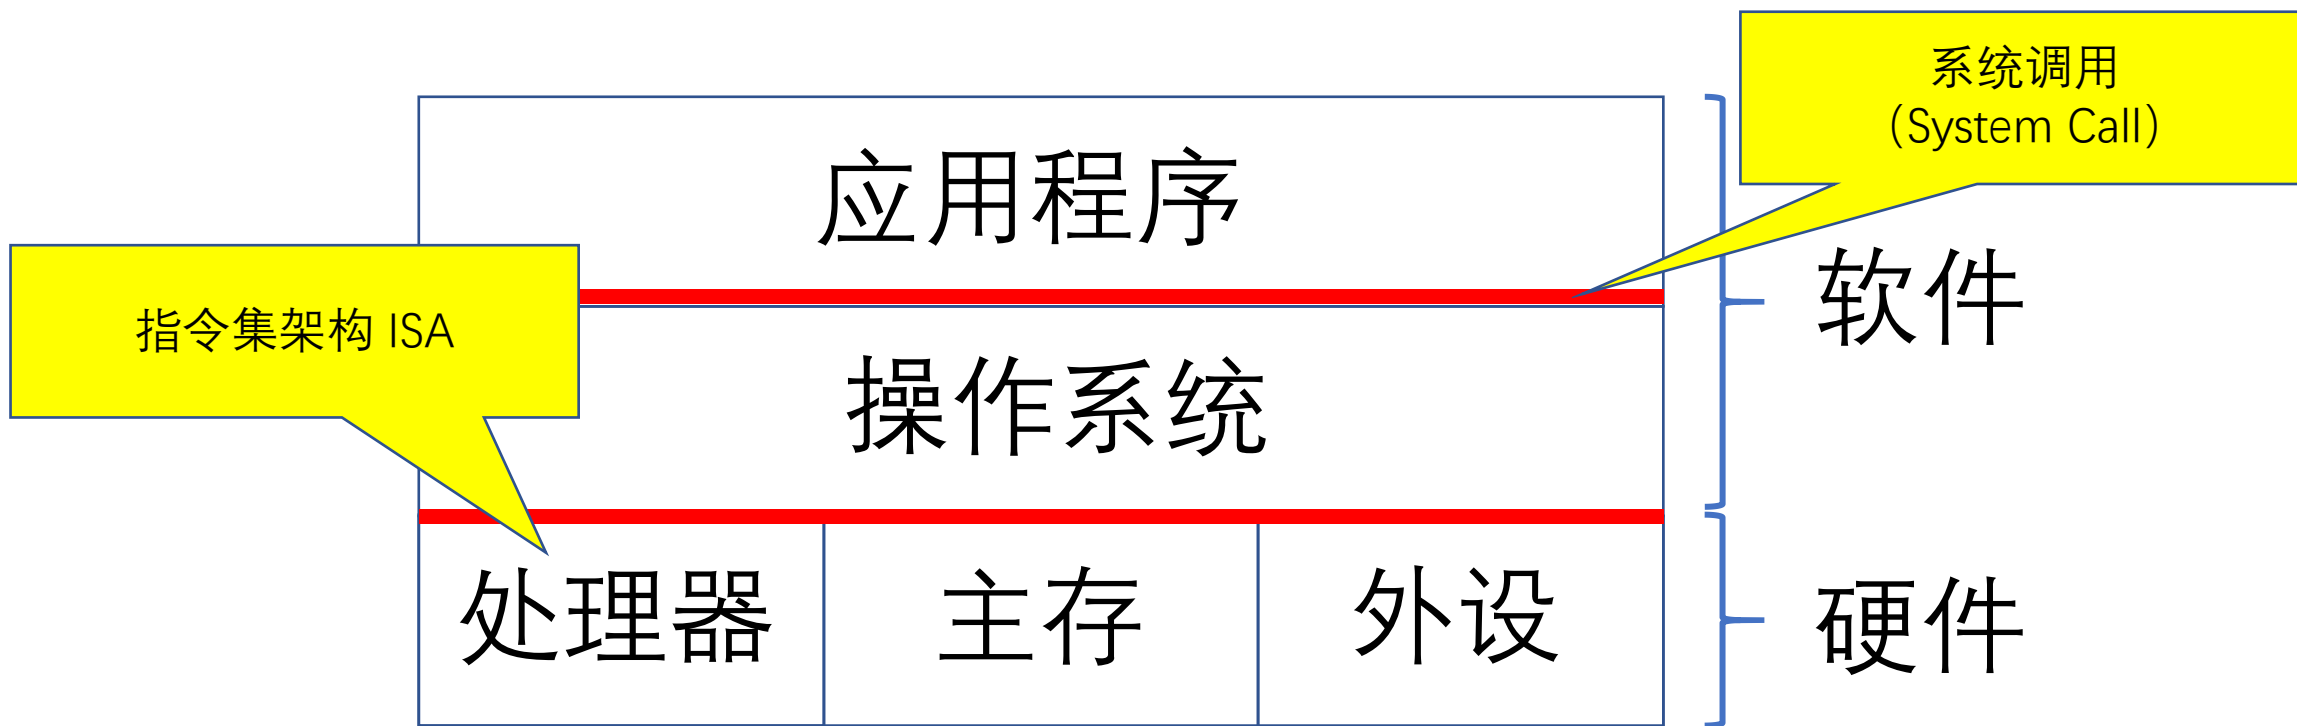 系统调用
（System Call）
应用程序
指令集架构 ISA
软件
操作系统
处理器
主存
外设
硬件